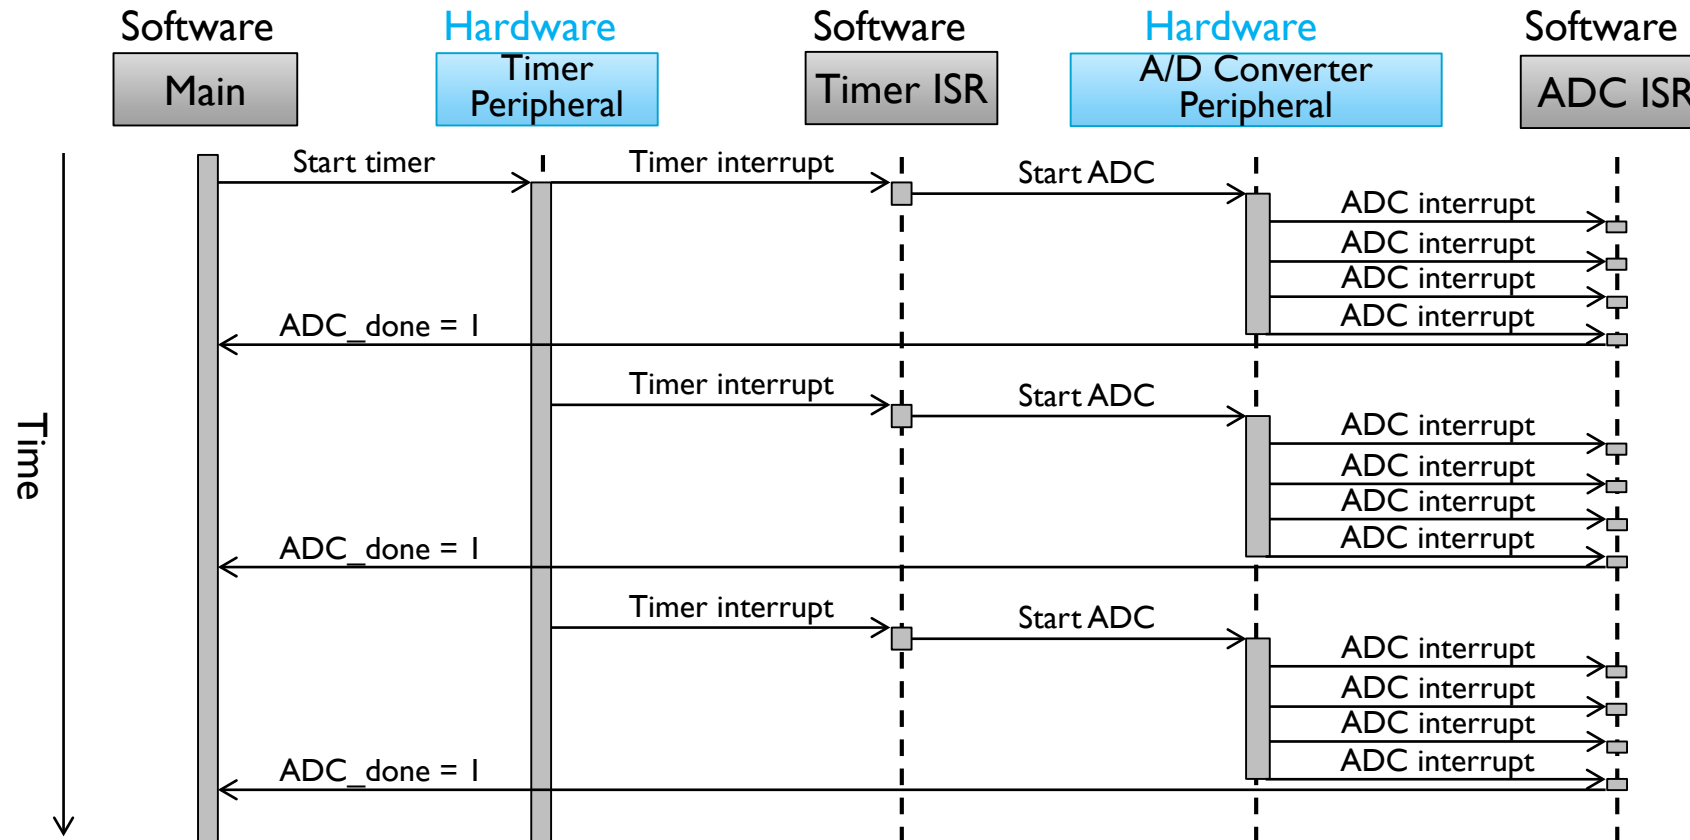 Software
Hardware
Software
Hardware
Software
Main
Timer
Peripheral
Timer ISR
A/D Converter
Peripheral
ADC ISR
Time
Start timer
Timer interrupt
Start ADC
ADC interrupt
ADC interrupt
ADC interrupt
ADC interrupt
ADC_done = 1
Timer interrupt
Start ADC
ADC interrupt
ADC interrupt
ADC interrupt
ADC interrupt
ADC_done = 1
Timer interrupt
Start ADC
ADC interrupt
ADC interrupt
ADC interrupt
ADC interrupt
ADC_done = 1